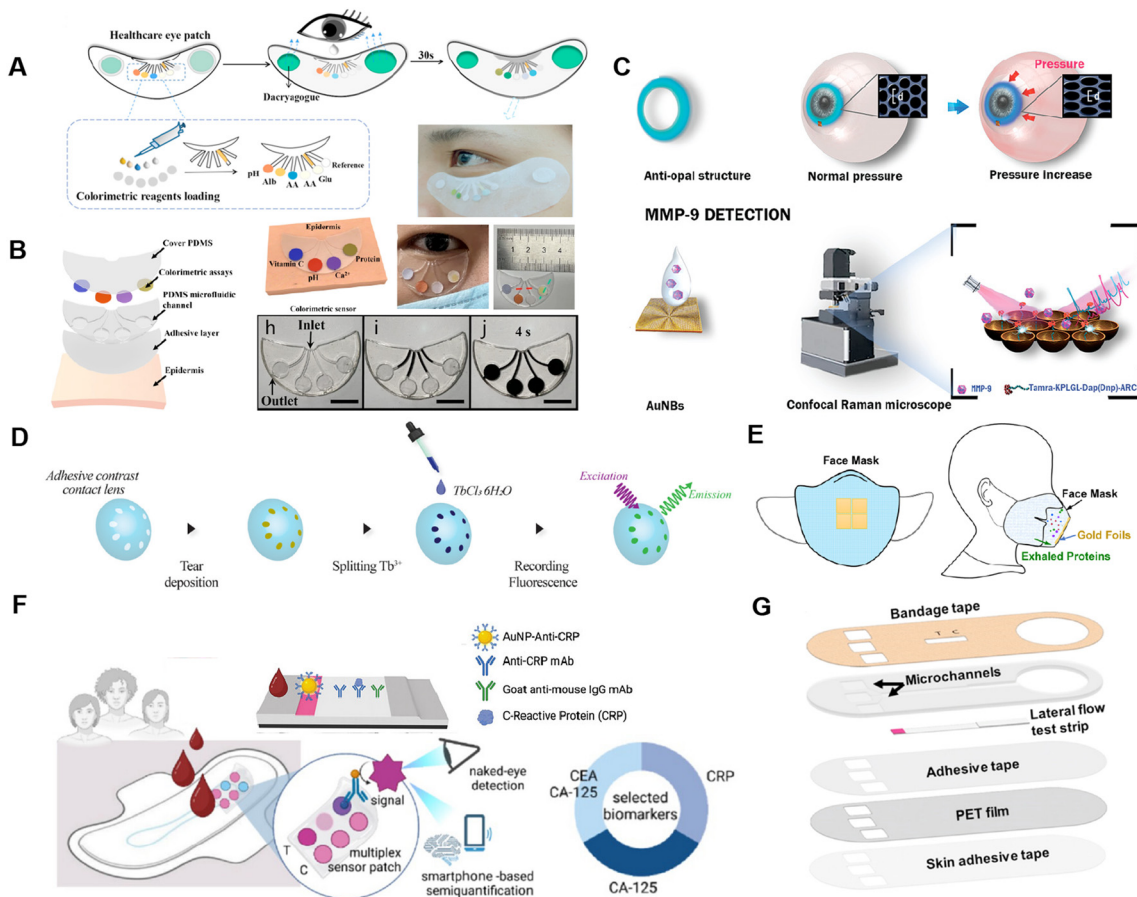 A
Healthcare eye patch
30s
Dacryagogue
Colorimetric reagents loading
pH
Alb
AA
AA
Glu
Reference
B
Cover PDMS
Colorimetric assays
PDMS microfluidic
channel
Adhesive layer
Epidermis
Epidermis
Vitamin C
pH
Ca²⁺
Protein
Colorimetric sensor
0 1 2 3 4
h
Inlet
Outlet
i
j
4 s
C
Pressure
d
d
Anti-opal structure
Normal pressure
Pressure increase
MMP-9 DETECTION
AuNBs
Confocal Raman microscope
MMP-9
Tamra-KPLGL-Dap(Dnp)-ARC
D
Adhesive contrast
contact lens
Tear
deposition
Splitting Tb³⁺
TbCl₃ 6H₂O
Recording
Fluorescence
Excitation
Emission
E
Face Mask
Face Mask
Gold Foils
Exhaled Proteins
F
AuNP-Anti-CRP
Anti-CRP mAb
Goat anti-mouse IgG mAb
C-Reactive Protein (CRP)
T
C
multiplex
sensor patch
signal
naked-eye
detection
smartphone -based
semiquantification
CEA
CA-125
CRP
selected
biomarkers
CA-125
G
Bandage tape
T C
Microchannels
Lateral flow
test strip
Adhesive tape
PET film
Skin adhesive tape